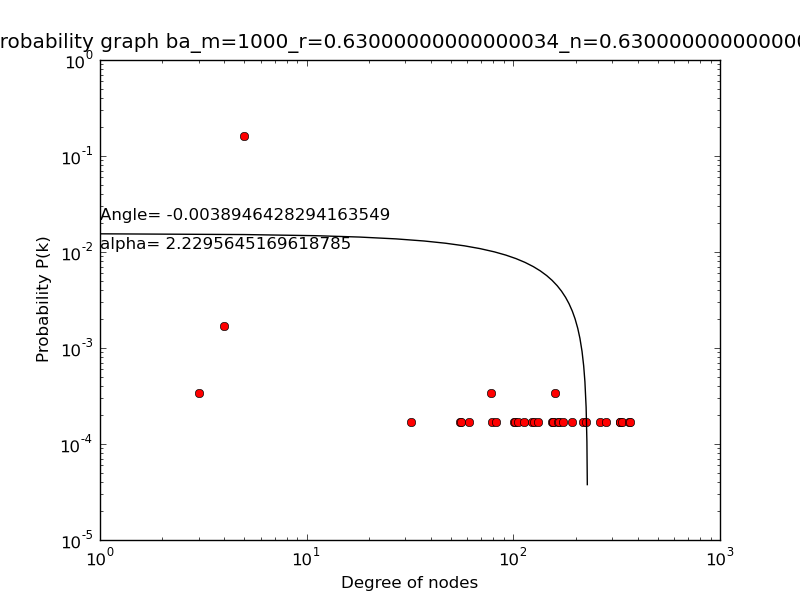 robability graph ba_m=1000_r=0.63000000000000034_n=0.6300000000000000
10^0
10^-1
Angle= -0.0038946428294163549
alpha= 2.2295645169618785
10^-2
Probability P(k)
10^-3
10^-4
10^-5
10^0 10^1 10^2 10^3
Degree of nodes